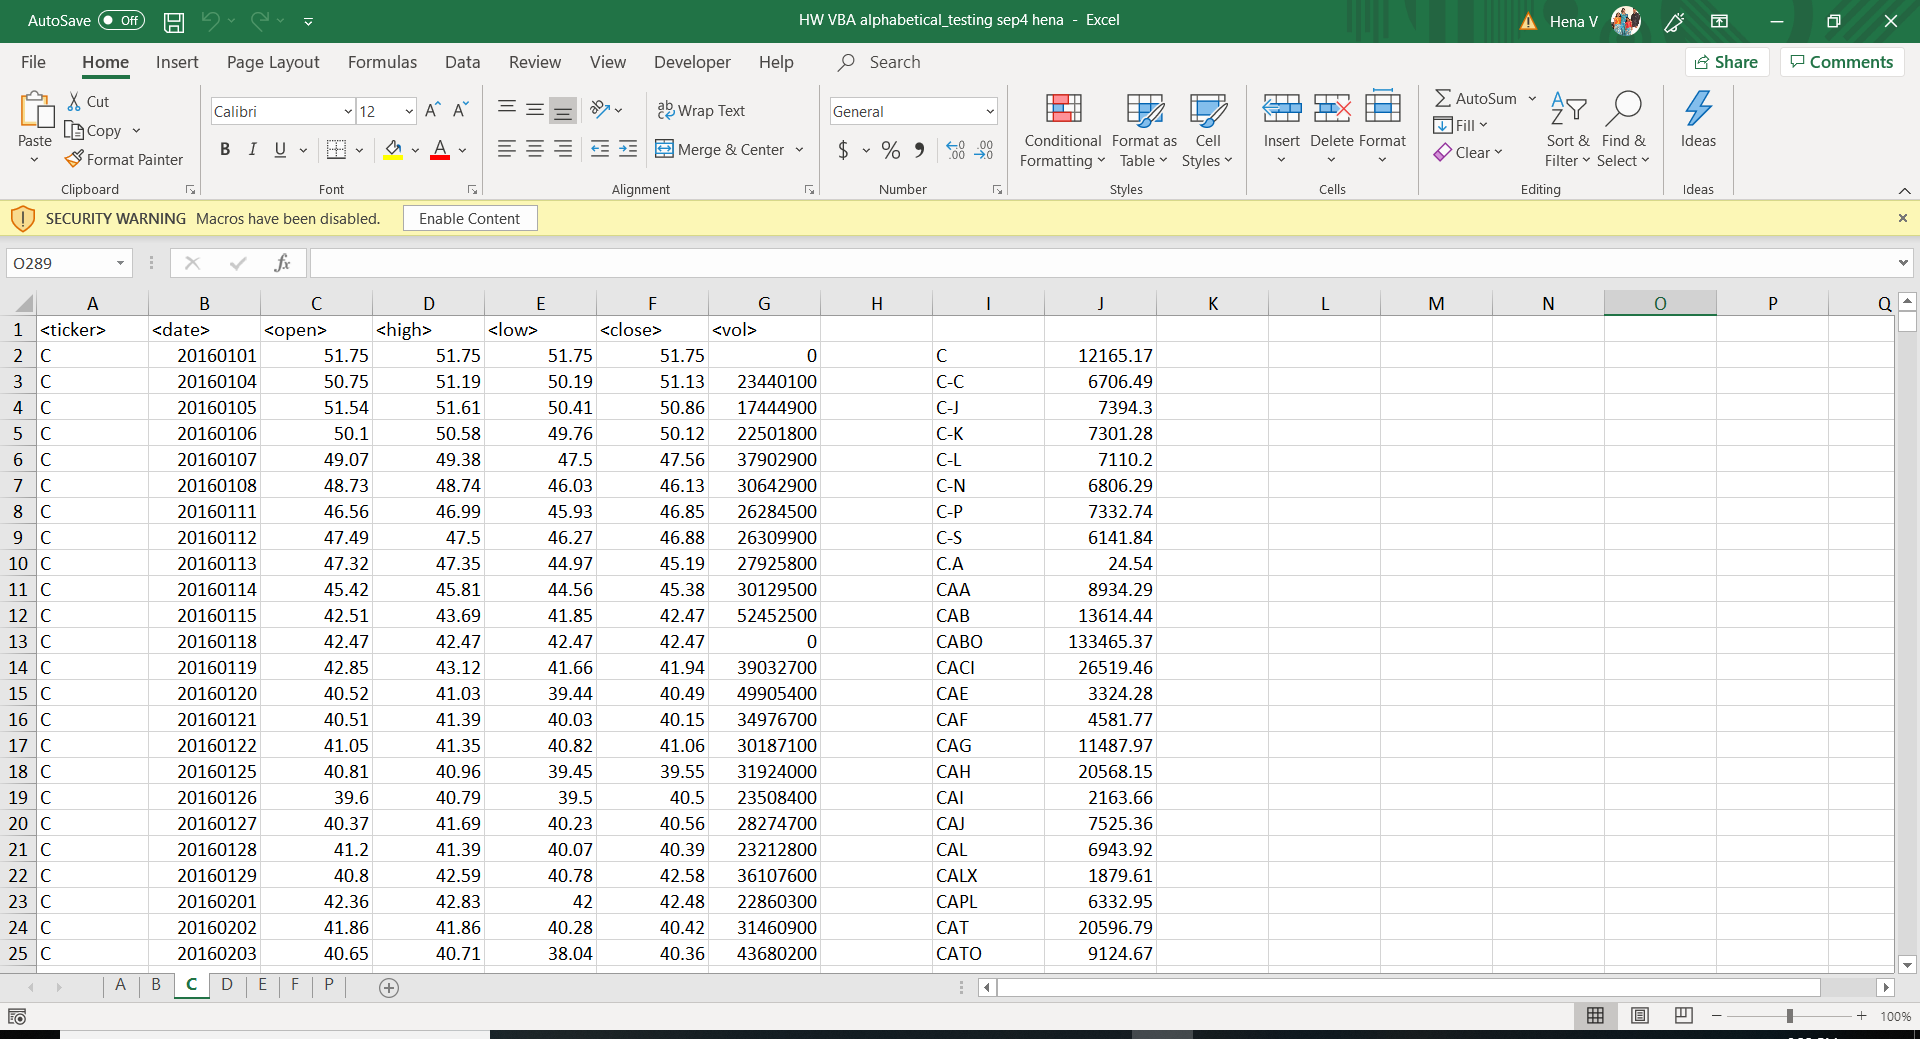 AutoSave Off HW VBA alphabetical_testing sep4 hena - Excel Hena V
File Home Insert Page Layout Formulas Data Review View Developer Help Search Share Comments
Paste Cut Copy Format Painter Clipboard
Calibri 12 B I U A Font
Wrap Text Merge & Center Alignment
General $ % , .00 Number
Conditional Formatting Format as Table Cell Styles Styles
Insert Delete Format Cells
AutoSum Fill Clear Sort & Filter Find & Select Editing
Ideas Ideas
SECURITY WARNING Macros have been disabled. Enable Content
O289 fx
A B C D E F G H I J K L M N O P Q
1 <ticker> <date> <open> <high> <low> <close> <vol>
2 C 20160101 51.75 51.75 51.75 51.75 0 C 12165.17
3 C 20160104 50.75 51.19 50.19 51.13 23440100 C-C 6706.49
4 C 20160105 51.54 51.61 50.41 50.86 17444900 C-J 7394.3
5 C 20160106 50.1 50.58 49.76 50.12 22501800 C-K 7301.28
6 C 20160107 49.07 49.38 47.5 47.56 37902900 C-L 7110.2
7 C 20160108 48.73 48.74 46.03 46.13 30642900 C-N 6806.29
8 C 20160111 46.56 46.99 45.93 46.85 26284500 C-P 7332.74
9 C 20160112 47.49 47.5 46.27 46.88 26309900 C-S 6141.84
10 C 20160113 47.32 47.35 44.97 45.19 27925800 C.A 24.54
11 C 20160114 45.42 45.81 44.56 45.38 30129500 CAA 8934.29
12 C 20160115 42.51 43.69 41.85 42.47 52452500 CAB 13614.44
13 C 20160118 42.47 42.47 42.47 42.47 0 CABO 133465.37
14 C 20160119 42.85 43.12 41.66 41.94 39032700 CACI 26519.46
15 C 20160120 40.52 41.03 39.44 40.49 49905400 CAE 3324.28
16 C 20160121 40.51 41.39 40.03 40.15 34976700 CAF 4581.77
17 C 20160122 41.05 41.35 40.82 41.06 30187100 CAG 11487.97
18 C 20160125 40.81 40.96 39.45 39.55 31924000 CAH 20568.15
19 C 20160126 39.6 40.79 39.5 40.5 23508400 CAI 2163.66
20 C 20160127 40.37 41.69 40.23 40.56 28274700 CAJ 7525.36
21 C 20160128 41.2 41.39 40.07 40.39 23212800 CAL 6943.92
22 C 20160129 40.8 42.59 40.78 42.58 36107600 CALX 1879.61
23 C 20160201 42.36 42.83 42 42.48 22860300 CAPL 6332.95
24 C 20160202 41.86 41.86 40.28 40.42 31460900 CAT 20596.79
25 C 20160203 40.65 40.71 38.04 40.36 43680200 CATO 9124.67
A B C D E F P
100%